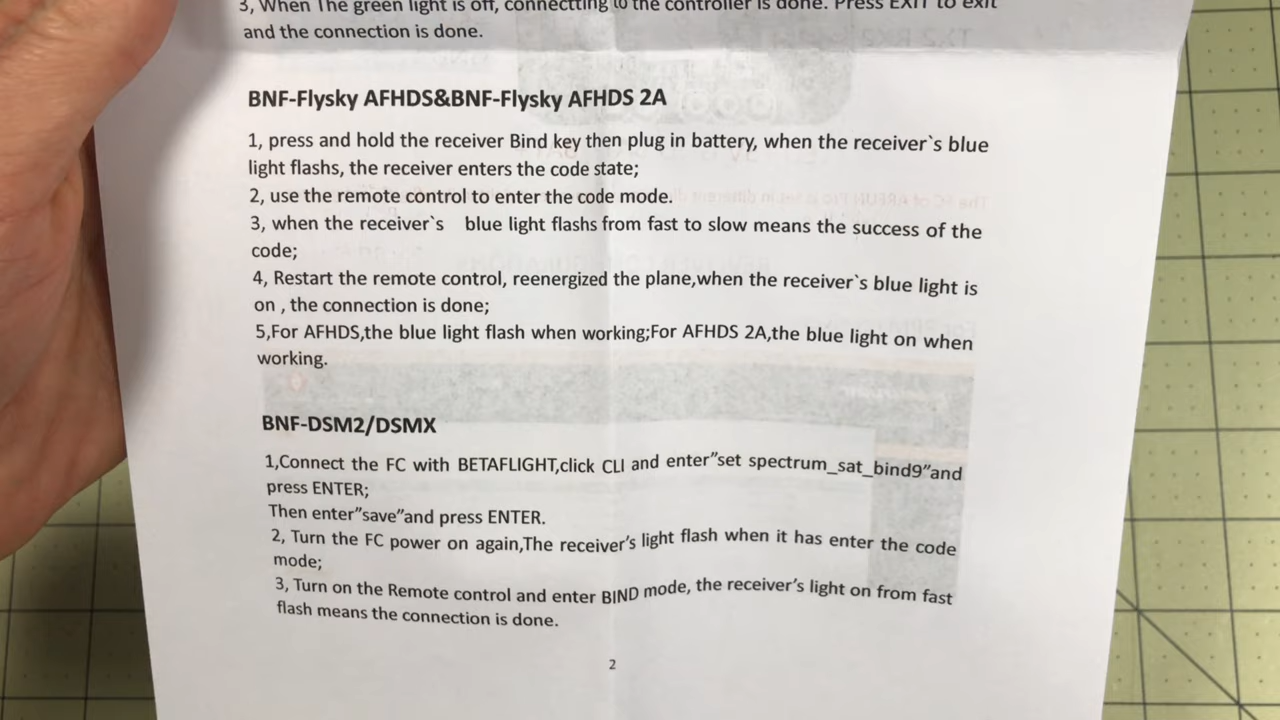 3, When The green light is off, connectting to the controller is done. Press EXIT to exit
and the connection is done.
BNF-Flysky AFHDS&BNF-Flysky AFHDS 2A
1, press and hold the receiver Bind key then plug in battery, when the receiver`s blue
light flashs, the receiver enters the code state;
2, use the remote control to enter the code mode.
3, when the receiver`s blue light flashs from fast to slow means the success of the
code;
4, Restart the remote control, reenergized the plane,when the receiver`s blue light is
on , the connection is done;
5,For AFHDS,the blue light flash when working;For AFHDS 2A,the blue light on when
working.
BNF-DSM2/DSMX
1,Connect the FC with BETAFLIGHT,click CLI and enter"set spectrum_sat_bind9"and
press ENTER;
Then enter"save"and press ENTER.
2, Turn the FC power on again,The receiver's light flash when it has enter the code
mode;
3, Turn on the Remote control and enter BIND mode, the receiver's light on from fast
flash means the connection is done.
2